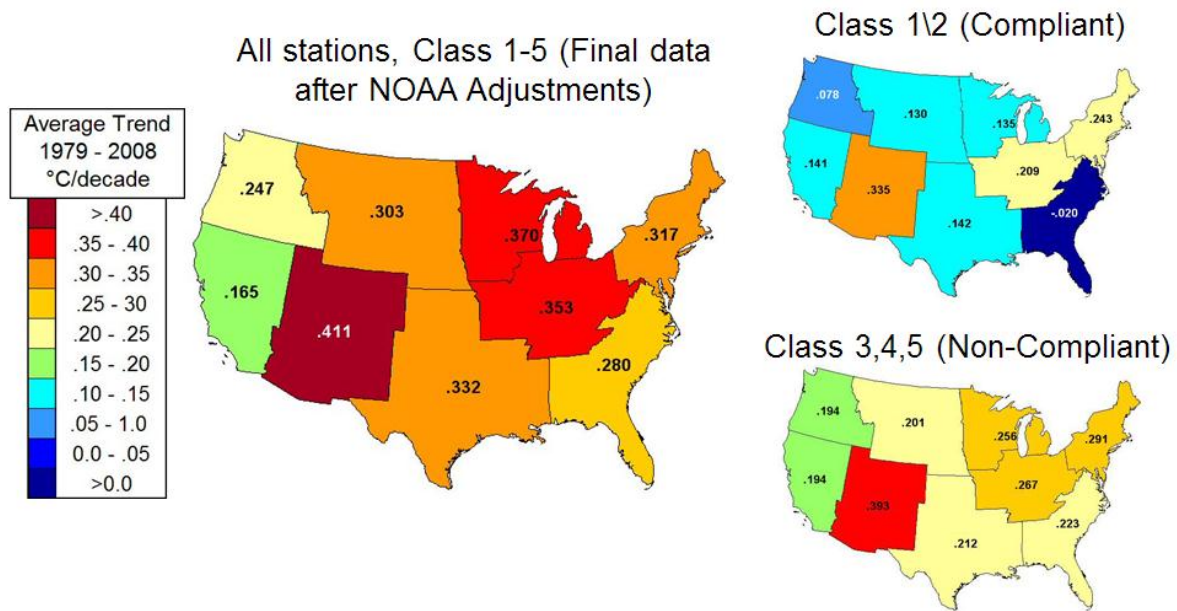 All stations, Class 1-5 (Final data
after NOAA Adjustments)
Average Trend
1979 - 2008
°C/decade
>.40
.35 - .40
.30 - .35
.25 - .30
.20 - .25
.15 - .20
.10 - .15
.05 - 1.0
0.0 - .05
>0.0
.247
.303
.370
.317
.165
.411
.353
.332
.280
Class 1\2 (Compliant)
.078
.130
.135
.243
.141
.335
.209
.142
-.020
Class 3,4,5 (Non-Compliant)
.194
.201
.256
.291
.194
.393
.267
.212
.223